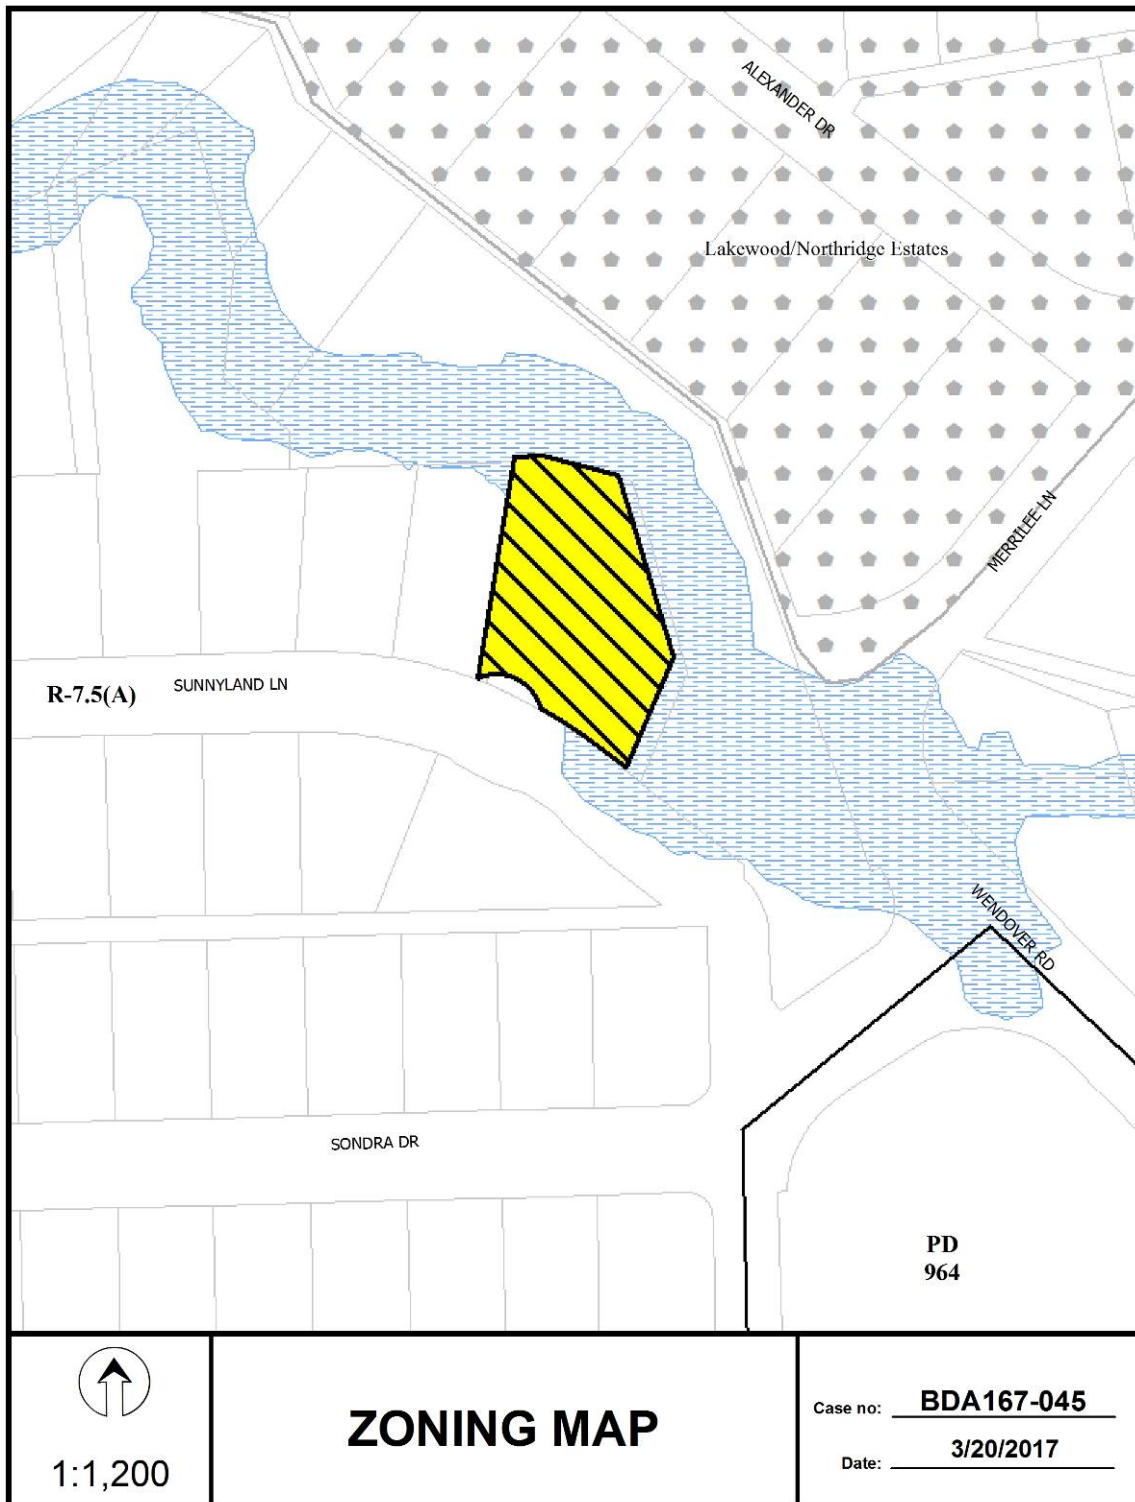 ALEXANDER DR
Lakewood/Northridge Estates
MERRILEE LN
R-7.5(A)
SUNNYLAND LN
WENDOVER RD
SONDRA DR
PD
964
1:1,200
ZONING MAP
Case no: BDA167-045
Date: 3/20/2017